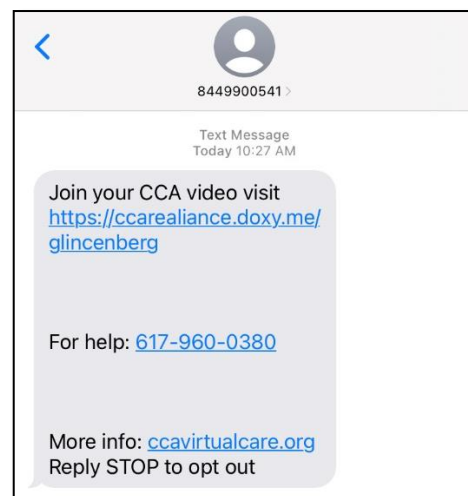 8449900541 >
Text Message
Today 10:27 AM
Join your CCA video visit
https://ccarealiance.doxy.me/
glincenberg
For help: 617-960-0380
More info: ccavirtualcare.org
Reply STOP to opt out